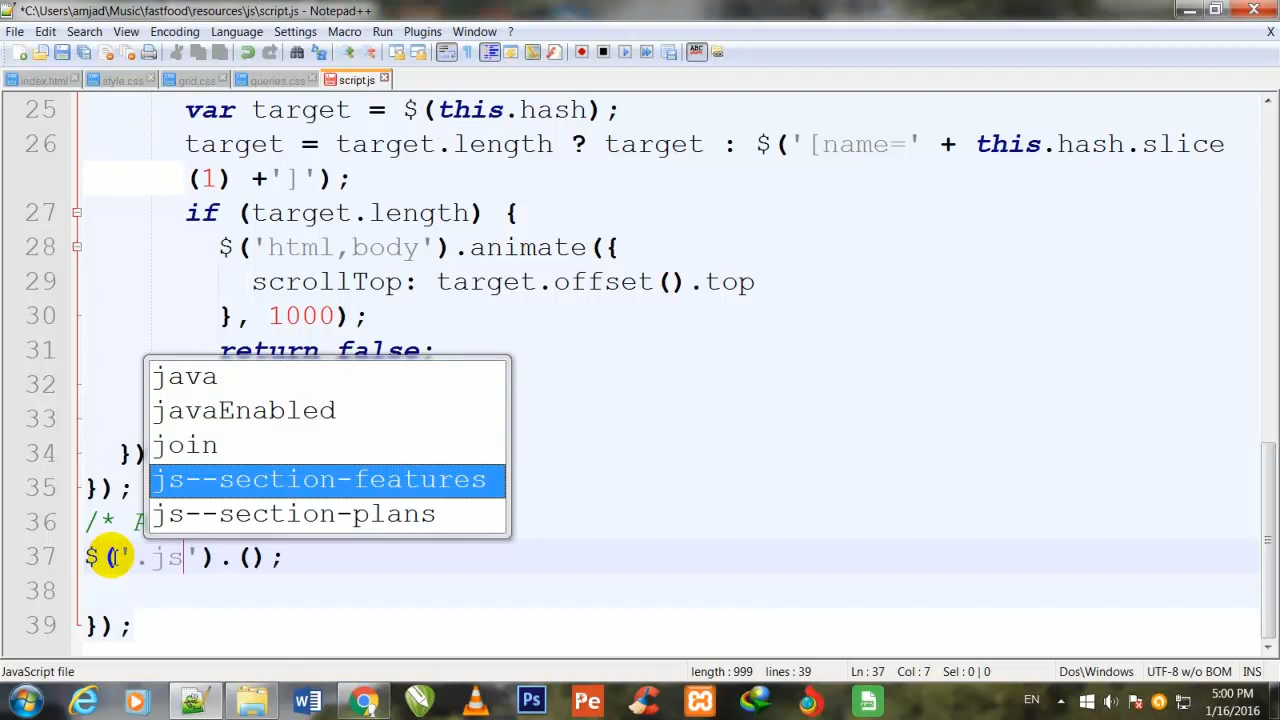 *C:\Users\amjad\Music\fastfood\resources\js\script.js - Notepad++
File Edit Search View Encoding Language Settings Macro Run Plugins Window ? X
index.html style.css grid.css queries.css script.js
25 var target = $(this.hash);
26 target = target.length ? target : $('[name=' + this.hash.slice
(1) +']');
27 if (target.length) {
28 $('html,body').animate({
29 scrollTop: target.offset().top
30 }, 1000);
31 return false;
32 java
33 javaEnabled
join
34 })
js--section-features
35 });
36 /* A
js--section-plans
37 $('.js').();
38
39 });
JavaScript file length : 999 lines : 39 Ln : 37 Col : 7 Sel : 0 | 0 Dos\Windows UTF-8 w/o BOM INS
W Ps Pe EN 5:00 PM
1/16/2016